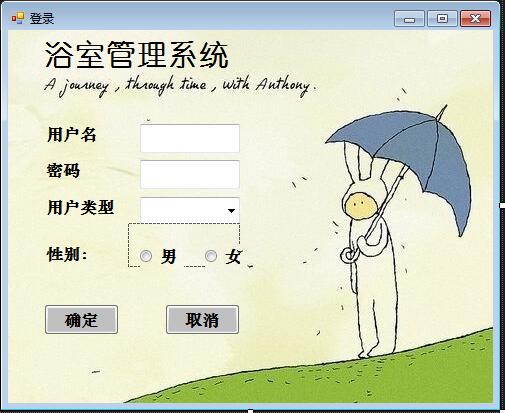 登录
浴室管理系统
A journey , through time , with Anthony.
用户名
密码
用户类型
性别:
男 女
确定 取消